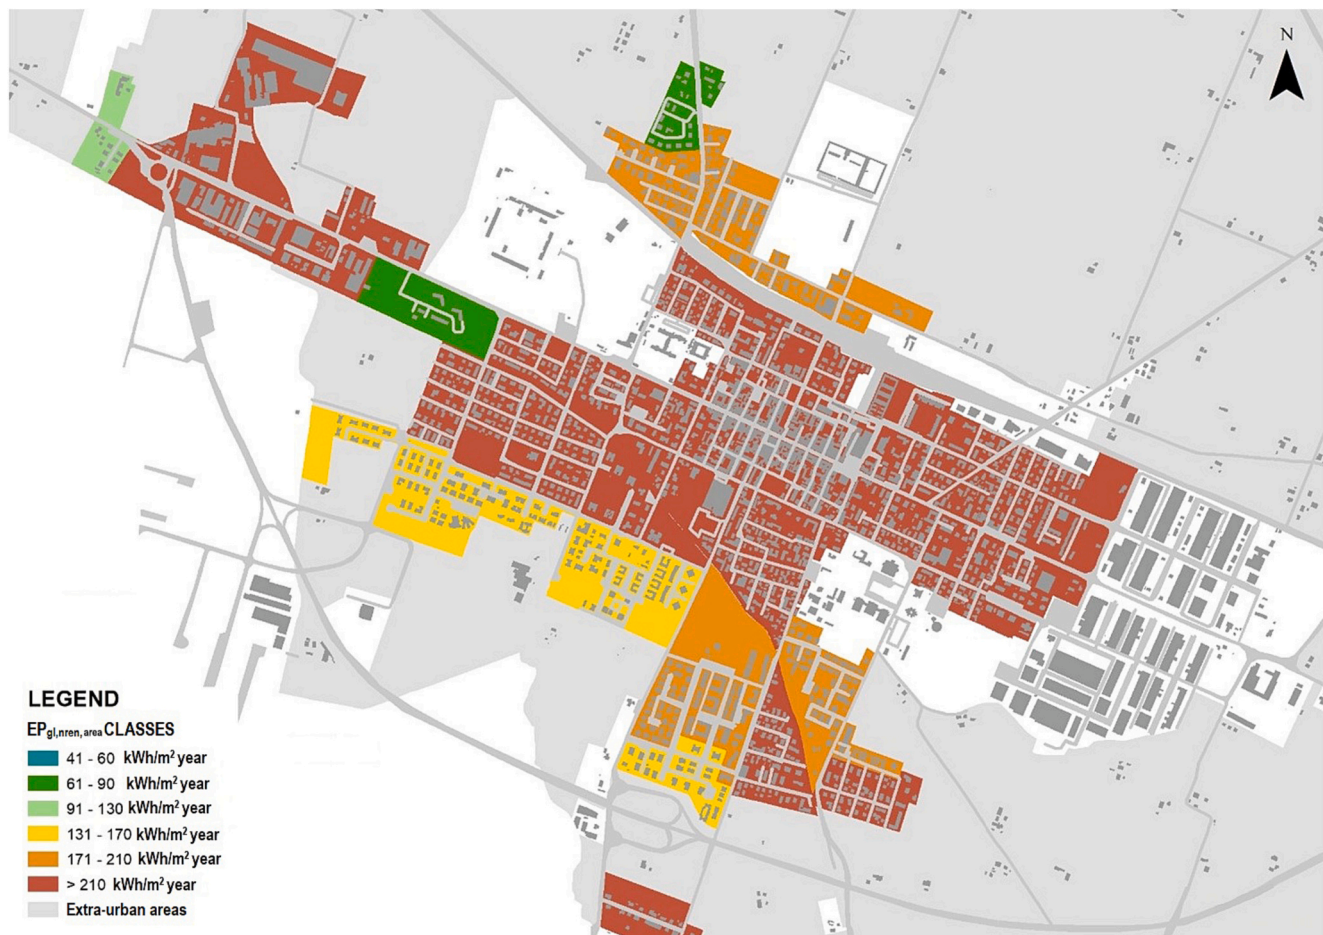 N
LEGEND
EPgl,nren,area CLASSES
41 - 60 kWh/m² year
61 - 90 kWh/m² year
91 - 130 kWh/m² year
131 - 170 kWh/m² year
171 - 210 kWh/m² year
> 210 kWh/m² year
Extra-urban areas